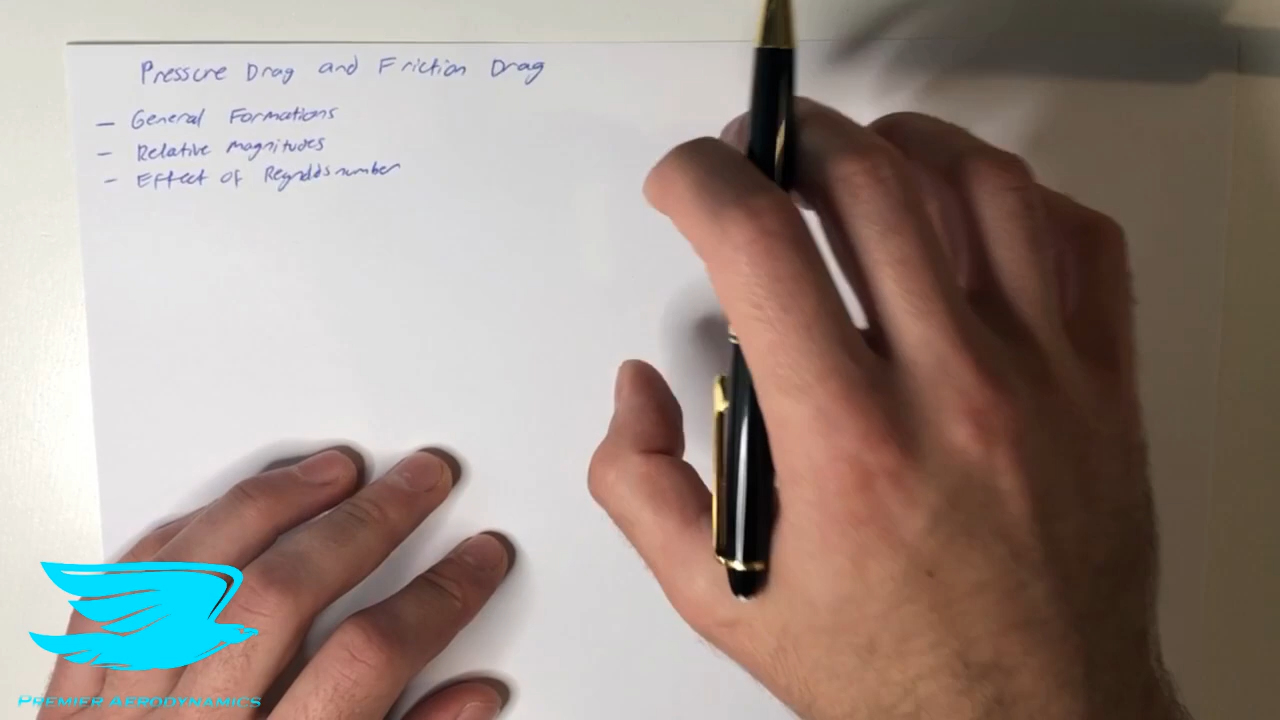 Pressure Drag and Friction Drag
- General Formations
- Relative magnitudes
- Effect of Reynolds number
PREMIER AERODYNAMICS